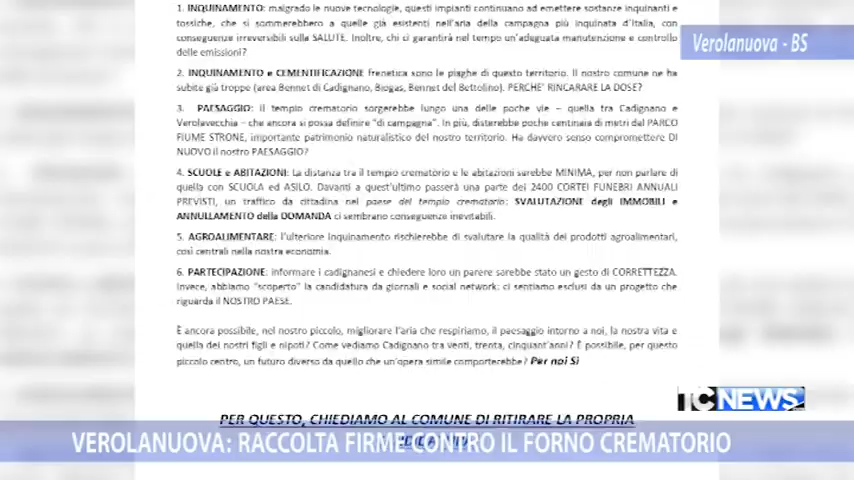 1. INQUINAMENTO: malgrado le nuove tecnologie, questi impianti continuano ad emettere sostanze inquinanti e
tossiche, che si sommerebbero a quelle già esistenti nell'aria della campagna più inquinata d'Italia, con
conseguenze irreversibili sulla SALUTE. Inoltre, chi ci garantirà nel tempo un'adeguata manutenzione e controllo
delle emissioni?
Verolanuova - BS
2. INQUINAMENTO e CEMENTIFICAZIONE frenetica sono le piaghe di questo territorio. Il nostro comune ne ha
subite già troppe (area Bennet di Cadignano, Biogas, Bennet del Bettolino). PERCHE' RINCARARE LA DOSE?
3. PAESAGGIO: il tempio crematorio sorgerebbe lungo una delle poche vie – quella tra Cadignano e
Verolavecchia – che ancora si possa definire "di campagna". In più, disterebbe poche centinaia di metri dal PARCO
FIUME STRONE, importante patrimonio naturalistico del nostro territorio. Ha davvero senso compromettere DI
NUOVO il nostro PAESAGGIO?
4. SCUOLE e ABITAZIONI: La distanza tra il tempio crematorio e le abitazioni sarebbe MINIMA, per non parlare di
quella con SCUOLA ed ASILO. Davanti a quest'ultimo passerà una parte dei 2400 CORTEI FUNEBRI ANNUALI
PREVISTI, un traffico da cittadina nel paese del tempio crematorio: SVALUTAZIONE degli IMMOBILI e
ANNULLAMENTO della DOMANDA ci sembrano conseguenze inevitabili.
5. AGROALIMENTARE: l'ulteriore inquinamento rischierebbe di svalutare la qualità dei prodotti agroalimentari,
così centrali nella nostra economia.
6. PARTECIPAZIONE: informare i cadignanesi e chiedere loro un parere sarebbe stato un gesto di CORRETTEZZA.
Invece, abbiamo "scoperto" la candidatura da giornali e social network: ci sentiamo esclusi da un progetto che
riguarda il NOSTRO PAESE.
È ancora possibile, nel nostro piccolo, migliorare l'aria che respiriamo, il paesaggio intorno a noi, la nostra vita e
quella dei nostri figli e nipoti? Come vediamo Cadignano tra venti, trenta, cinquant'anni? È possibile, per questo
piccolo centro, un futuro diverso da quello che un'opera simile comporterebbe? Per noi Sì
TC NEWS
PER QUESTO, CHIEDIAMO AL COMUNE DI RITIRARE LA PROPRIA
VEROLANUOVA: RACCOLTA FIRME CONTRO IL FORNO CREMATORIO